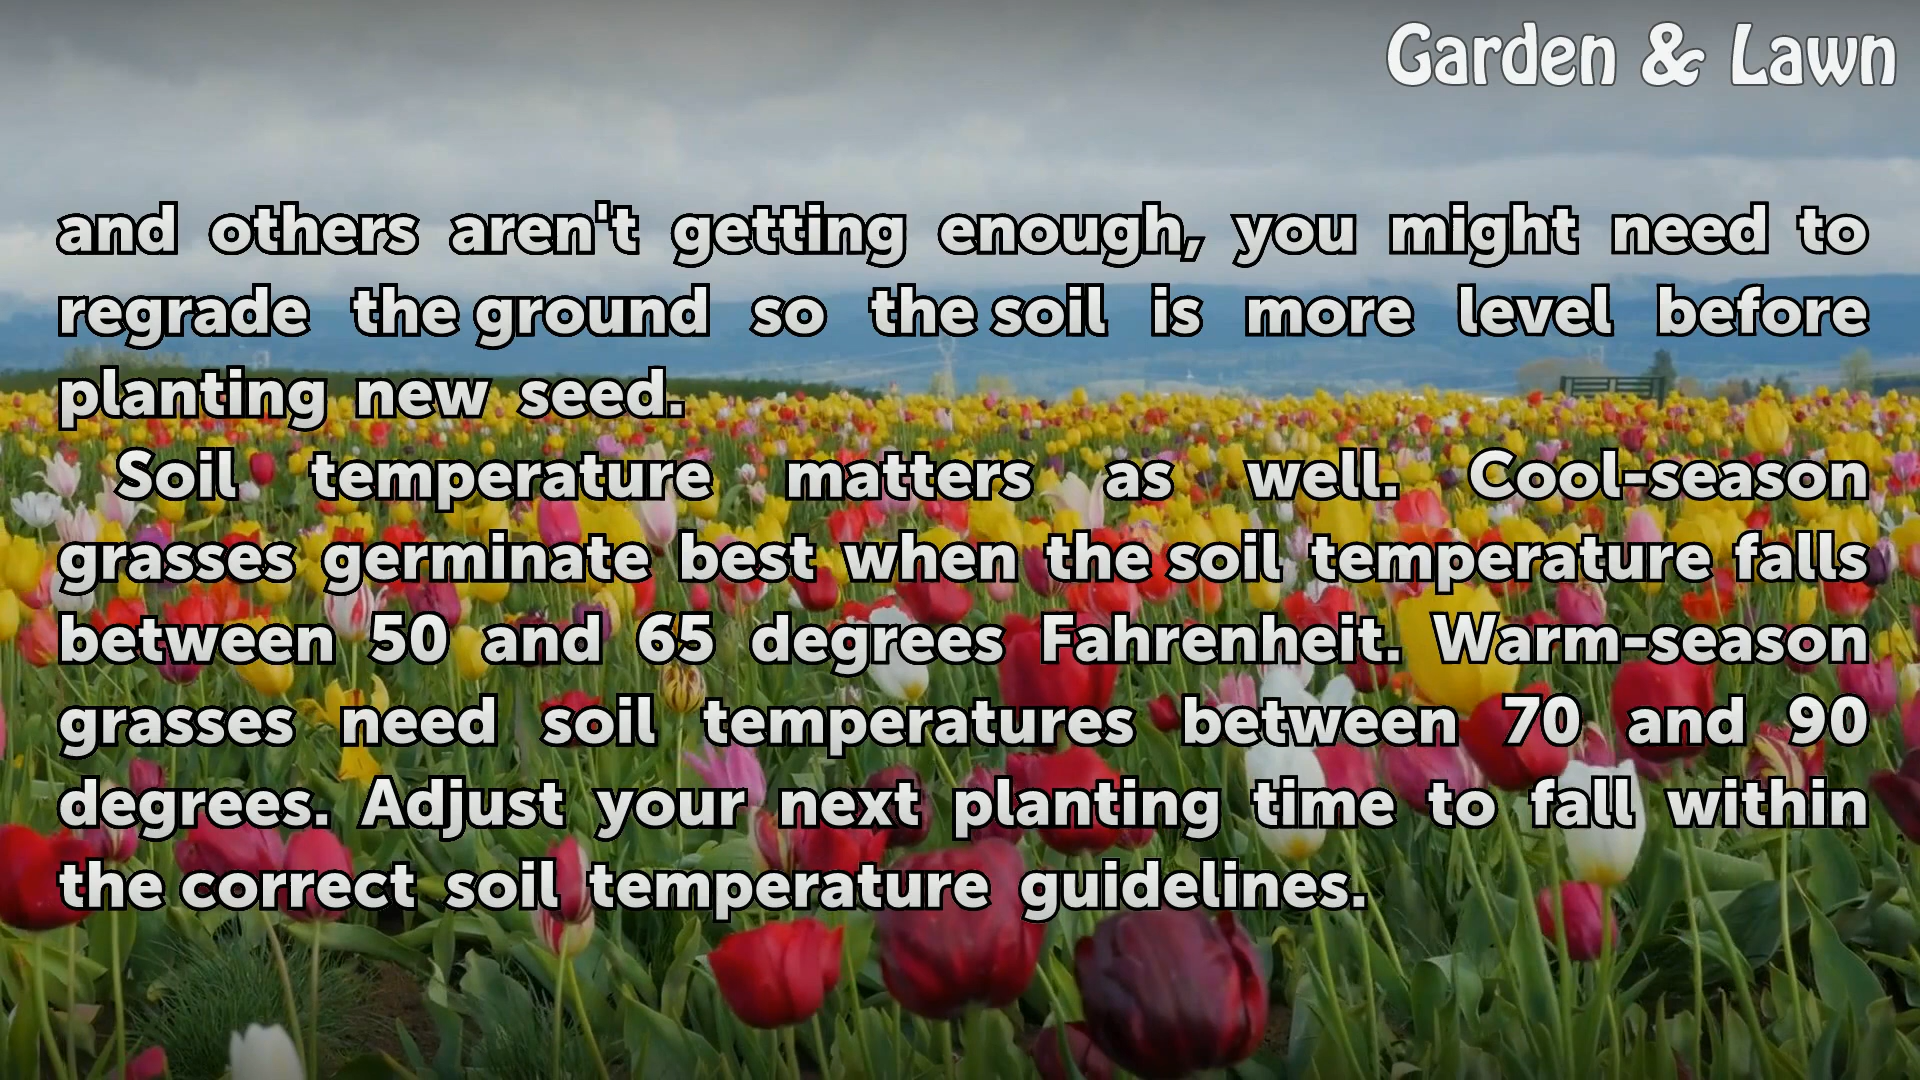 Garden & Lawn
and others aren't getting enough, you might need to
regrade the ground so the soil is more level before
planting new seed.
Soil temperature matters as well. Cool-season
grasses germinate best when the soil temperature falls
between 50 and 65 degrees Fahrenheit. Warm-season
grasses need soil temperatures between 70 and 90
degrees. Adjust your next planting time to fall within
the correct soil temperature guidelines.